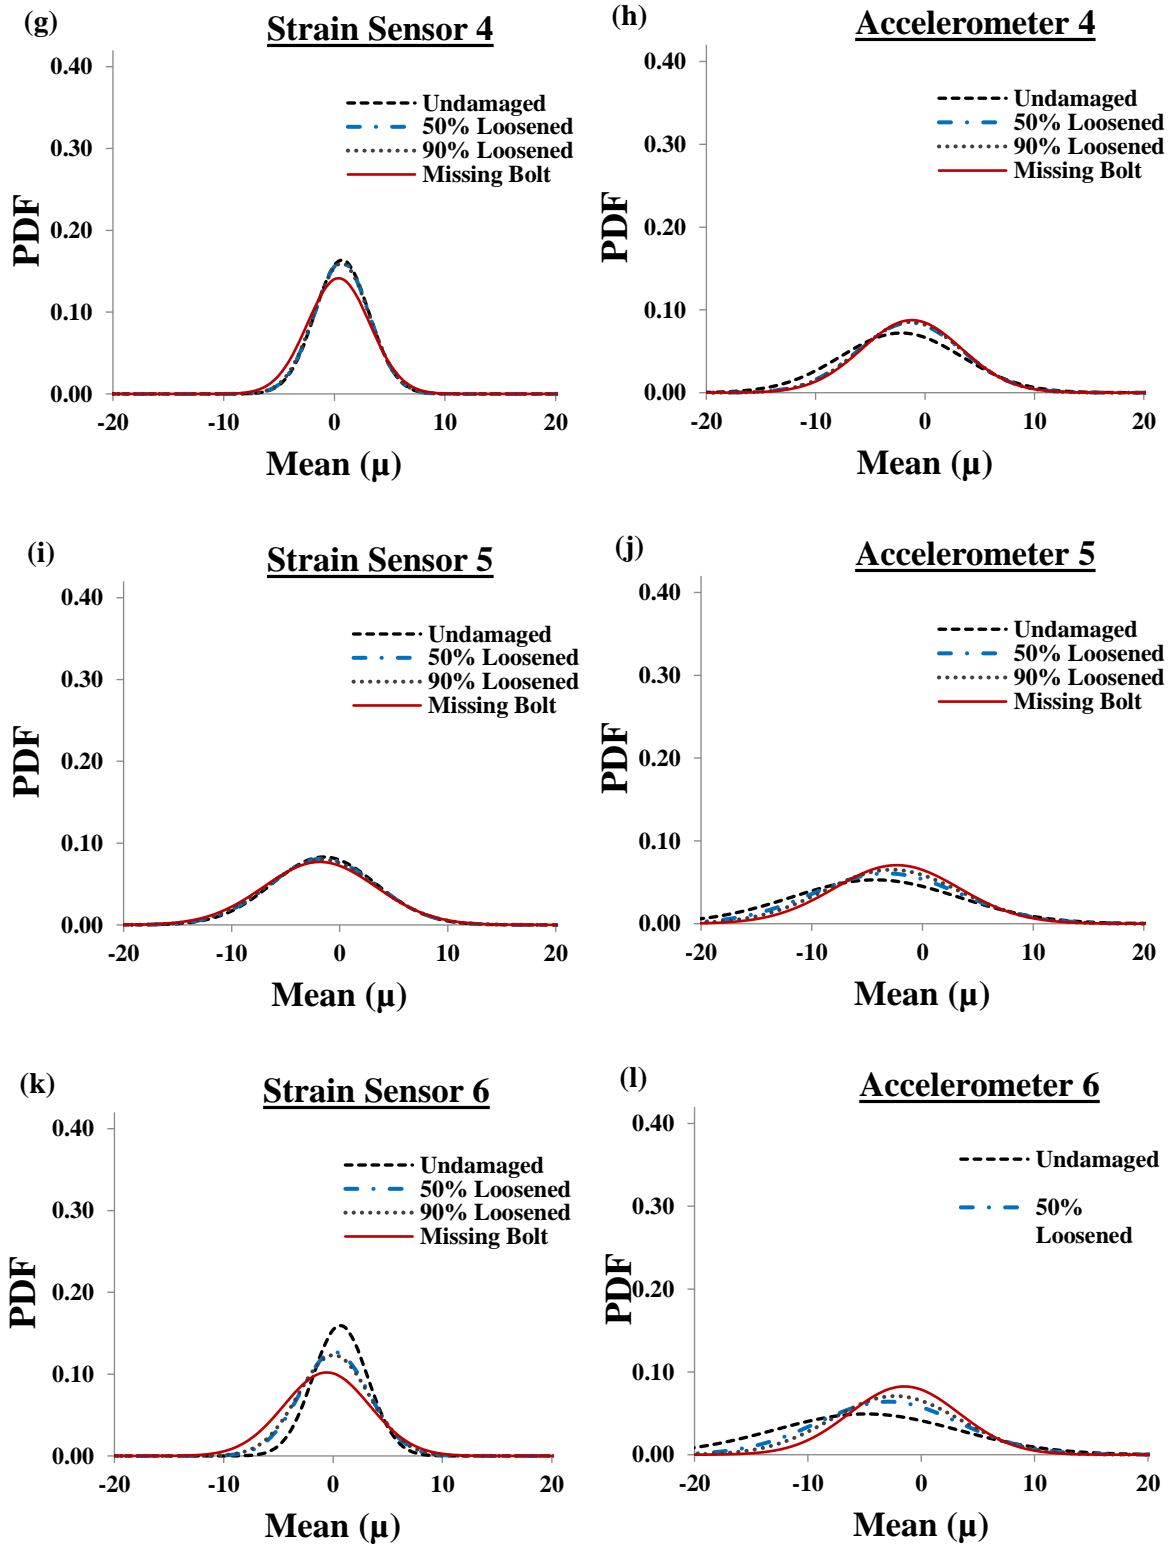 (g)
Strain Sensor 4
0.40
0.30
0.20
0.10
0.00
PDF
Undamaged
50% Loosened
90% Loosened
Missing Bolt
-20 -10 0 10 20
Mean (μ)
(h)
Accelerometer 4
0.40
0.30
0.20
0.10
0.00
PDF
Undamaged
50% Loosened
90% Loosened
Missing Bolt
-20 -10 0 10 20
Mean (μ)
(i)
Strain Sensor 5
0.40
0.30
0.20
0.10
0.00
PDF
Undamaged
50% Loosened
90% Loosened
Missing Bolt
-20 -10 0 10 20
Mean (μ)
(j)
Accelerometer 5
0.40
0.30
0.20
0.10
0.00
PDF
Undamaged
50% Loosened
90% Loosened
Missing Bolt
-20 -10 0 10 20
Mean (μ)
(k)
Strain Sensor 6
0.40
0.30
0.20
0.10
0.00
PDF
Undamaged
50% Loosened
90% Loosened
Missing Bolt
-20 -10 0 10 20
Mean (μ)
(l)
Accelerometer 6
0.40
0.30
0.20
0.10
0.00
PDF
Undamaged
50%
Loosened
-20 -10 0 10 20
Mean (μ)